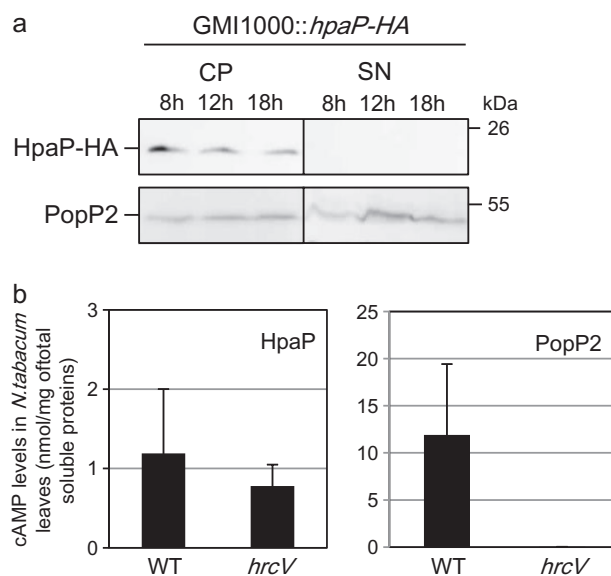 a
GMI1000::hpaP-HA
CP SN
8h 12h 18h 8h 12h 18h kDa
HpaP-HA 26
PopP2 55
b
cAMP levels in N.tabacum
leaves (nmol/mg oftotal
soluble proteins)
3
2
1
0
HpaP
WT hrcV
25
20
15
10
5
0
PopP2
WT hrcV